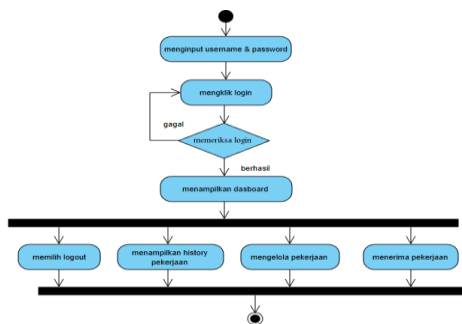 menginput username & password
mengklik login
gagal
memeriksa login
berhasil
menampilkan dasboard
memilih logout
menampilkan history
pekerjaan
mengelola pekerjaan
menerima pekerjaan